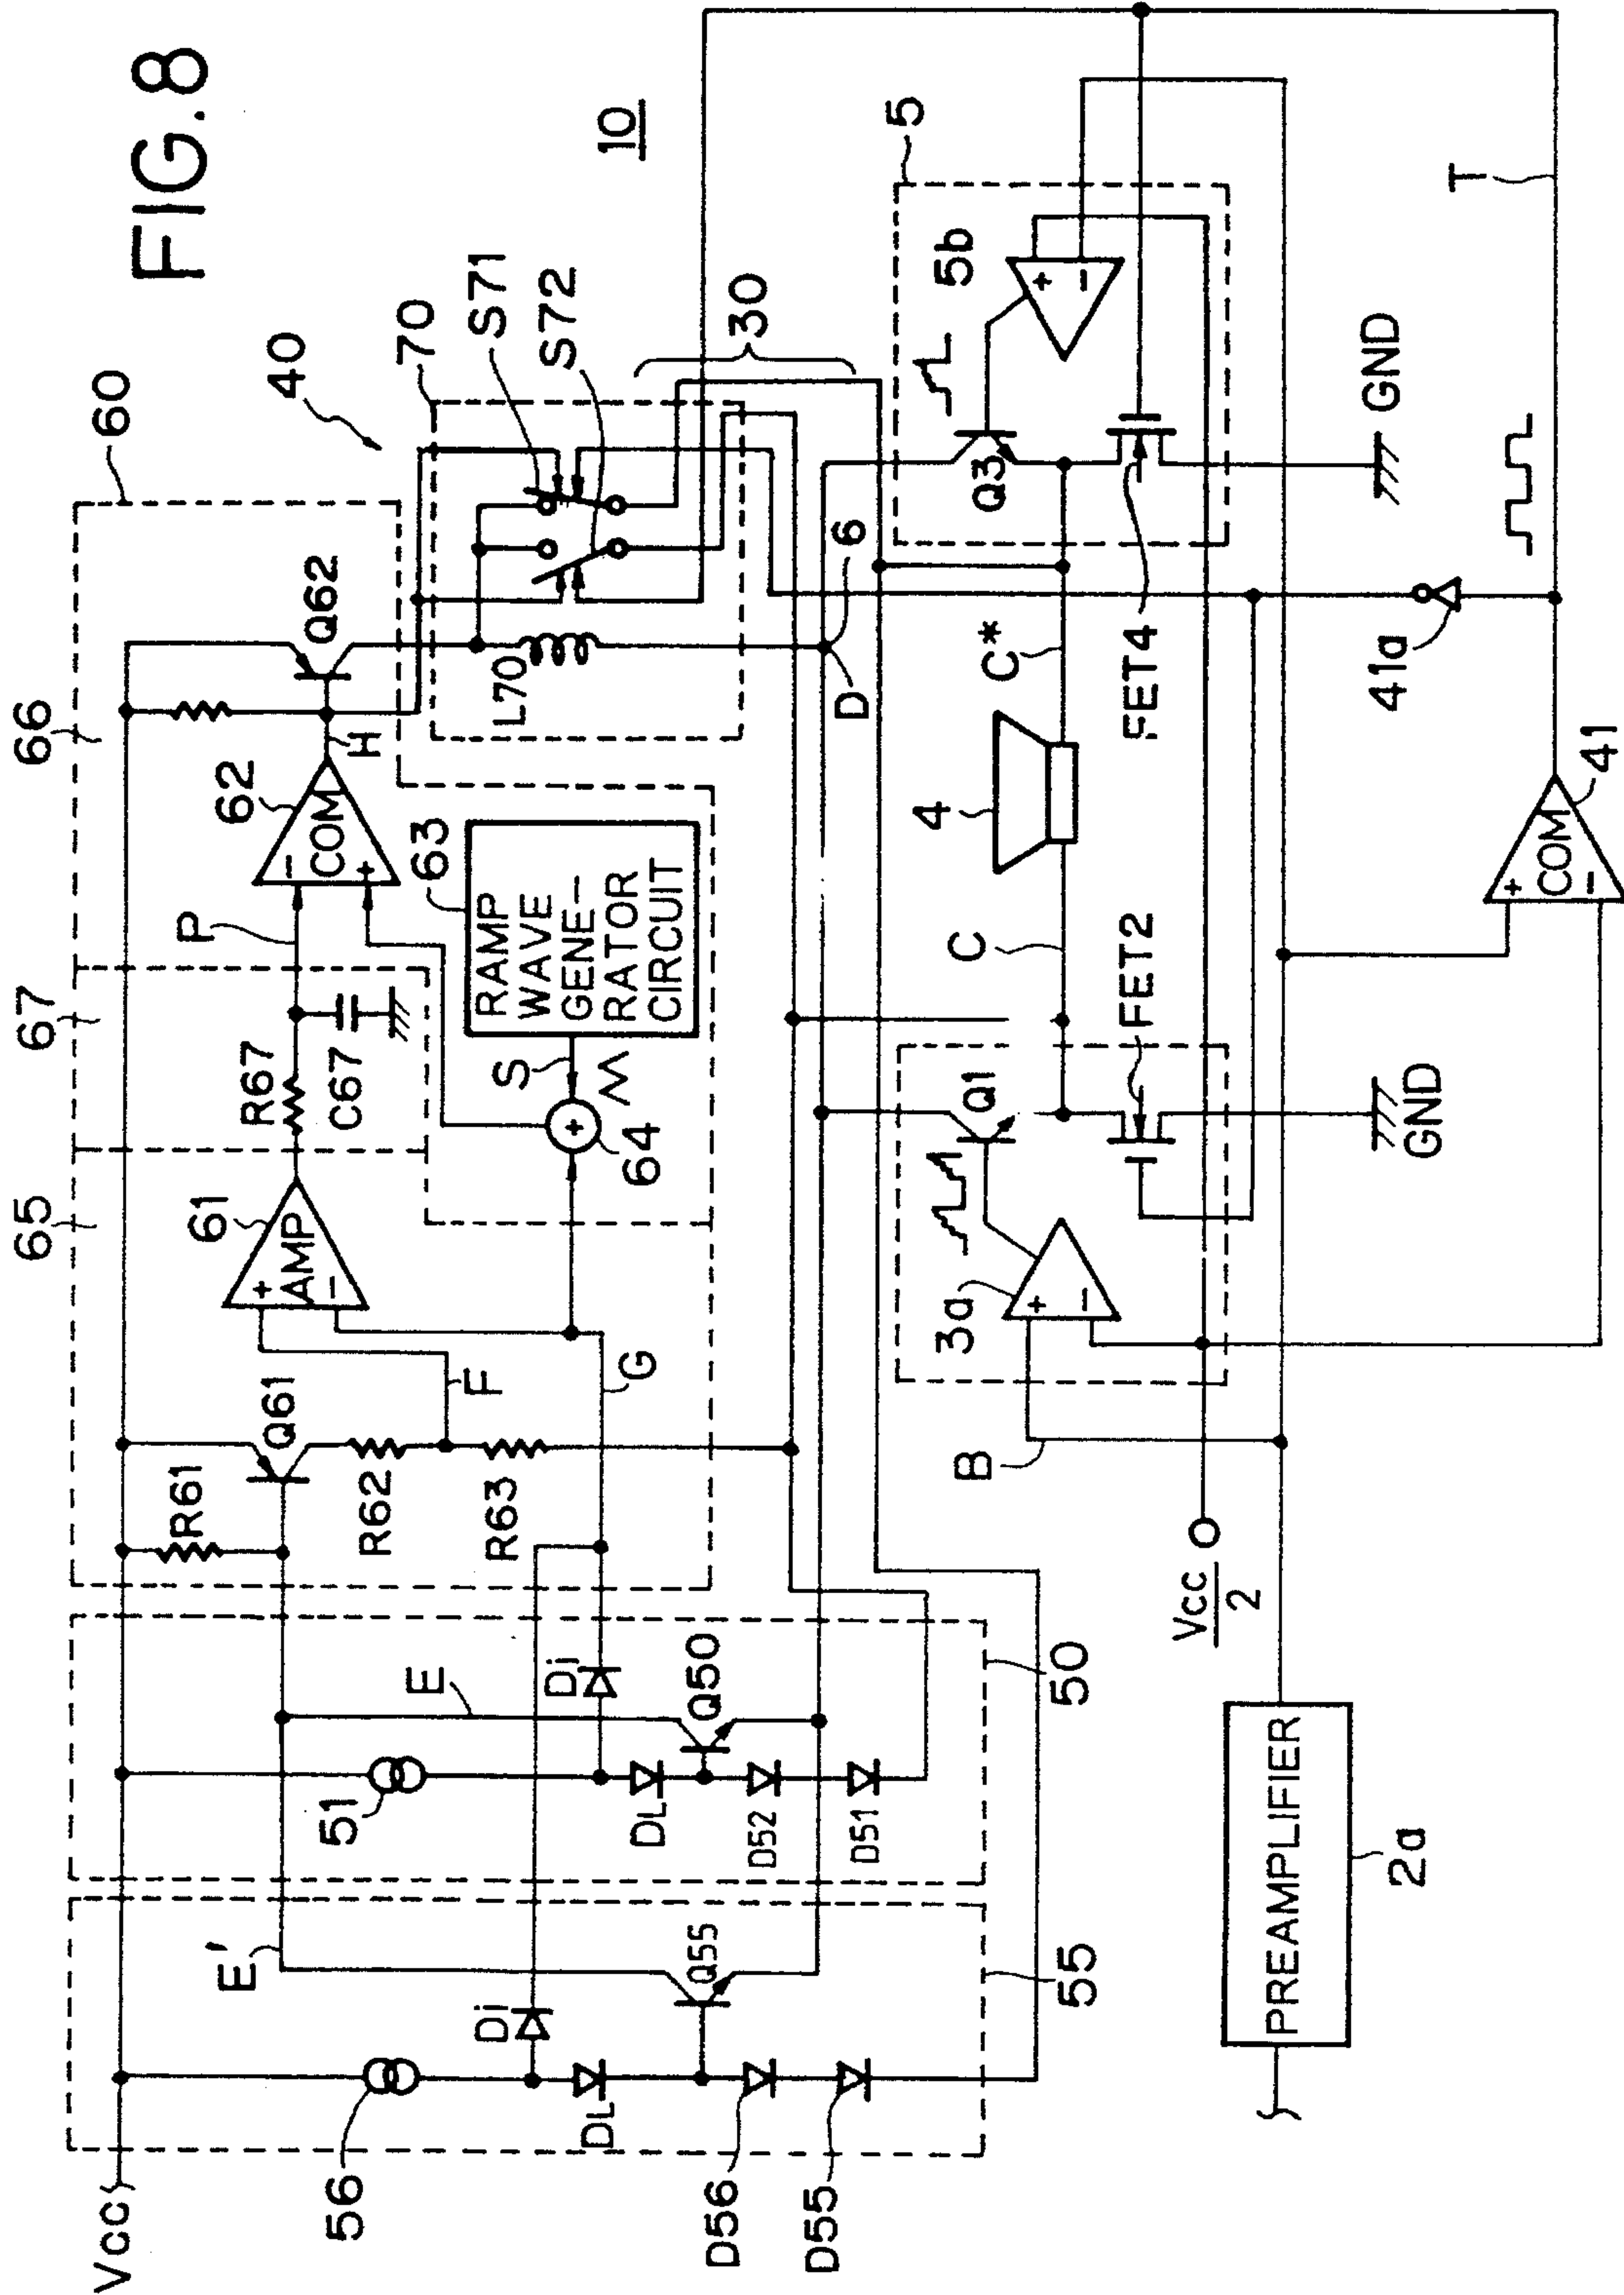 FIG.8
10
60
66
67
65
40
70
S71
S72
30
Q62
H
62
COM
-
+
P
L70
D
6
63
RAMP
WAVE
GENE-
RATOR
CIRCUIT
S
64
+
R67
C67
61
AMP
+
-
F
G
Q61
R61
R62
R63
5
5b
+
-
Q3
FET4
GND
T
C*
4
C
41a
41
COM
+
-
FET2
Q1
GND
3a
+
-
B
Vcc
2
50
E
Di
Q50
51
DL
D52
D51
55
E'
Di
Q55
56
DL
D56
D55
Vcc
PREAMPLIFIER
2a